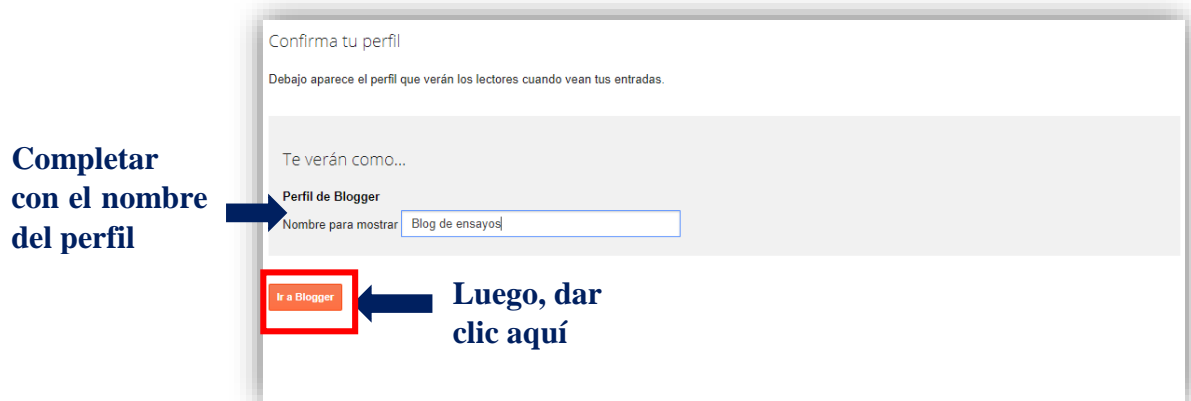 Confirma tu perfil
Debajo aparece el perfil que verán los lectores cuando vean tus entradas.
Completar
con el nombre
del perfil
Te verán como...
Perfil de Blogger
Nombre para mostrar Blog de ensayos
Ir a Blogger
Luego, dar
clic aquí